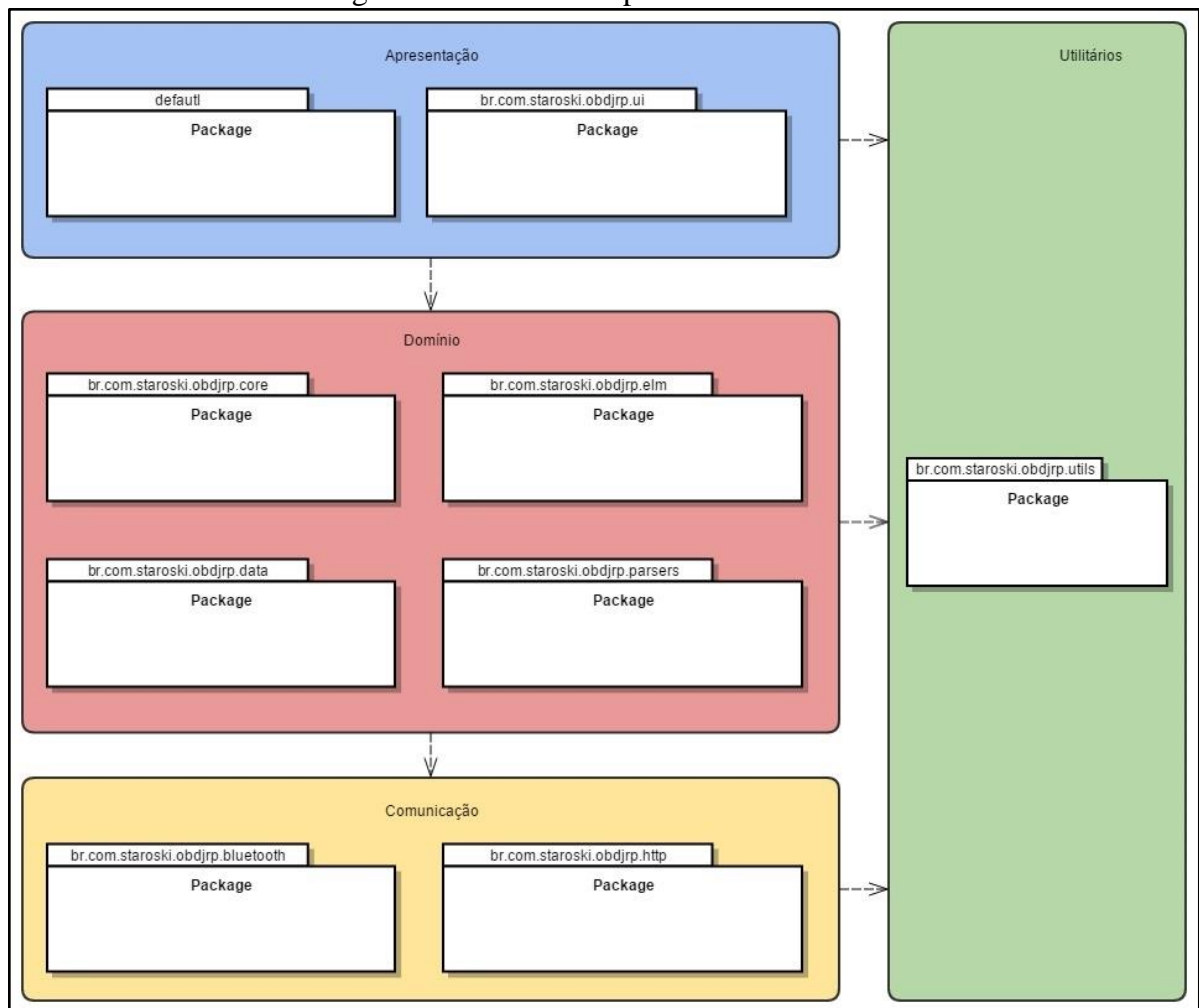 Apresentação
Utilitários
defautl
br.com.staroski.obdjrp.ui
Package
Package
Domínio
br.com.staroski.obdjrp.core
br.com.staroski.obdjrp.elm
Package
Package
br.com.staroski.obdjrp.utils
Package
br.com.staroski.obdjrp.data
br.com.staroski.obdjrp.parsers
Package
Package
Comunicação
br.com.staroski.obdjrp.bluetooth
br.com.staroski.obdjrp.http
Package
Package